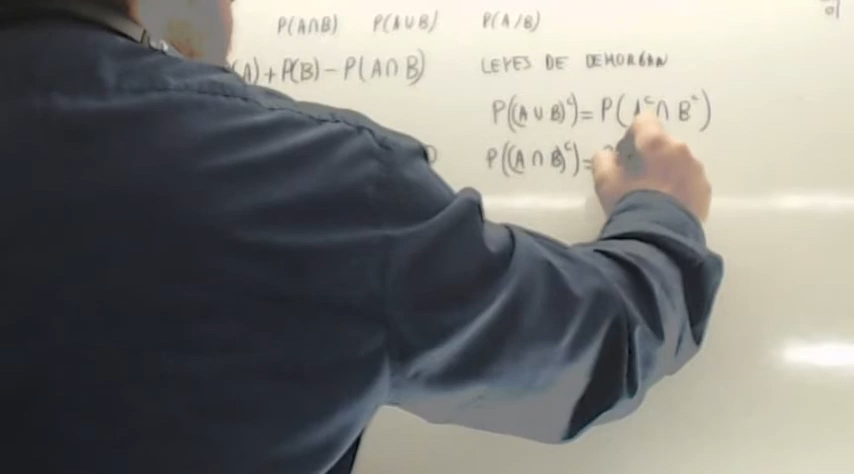 P(A∩B) P(A∪B) P(A/B)
(A)+P(B)-P(A∩B)
LEYES DE DEMORGAN
P((A∪B)ᶜ)=P(Aᶜ∩Bᶜ)
P((A∩B)ᶜ)=